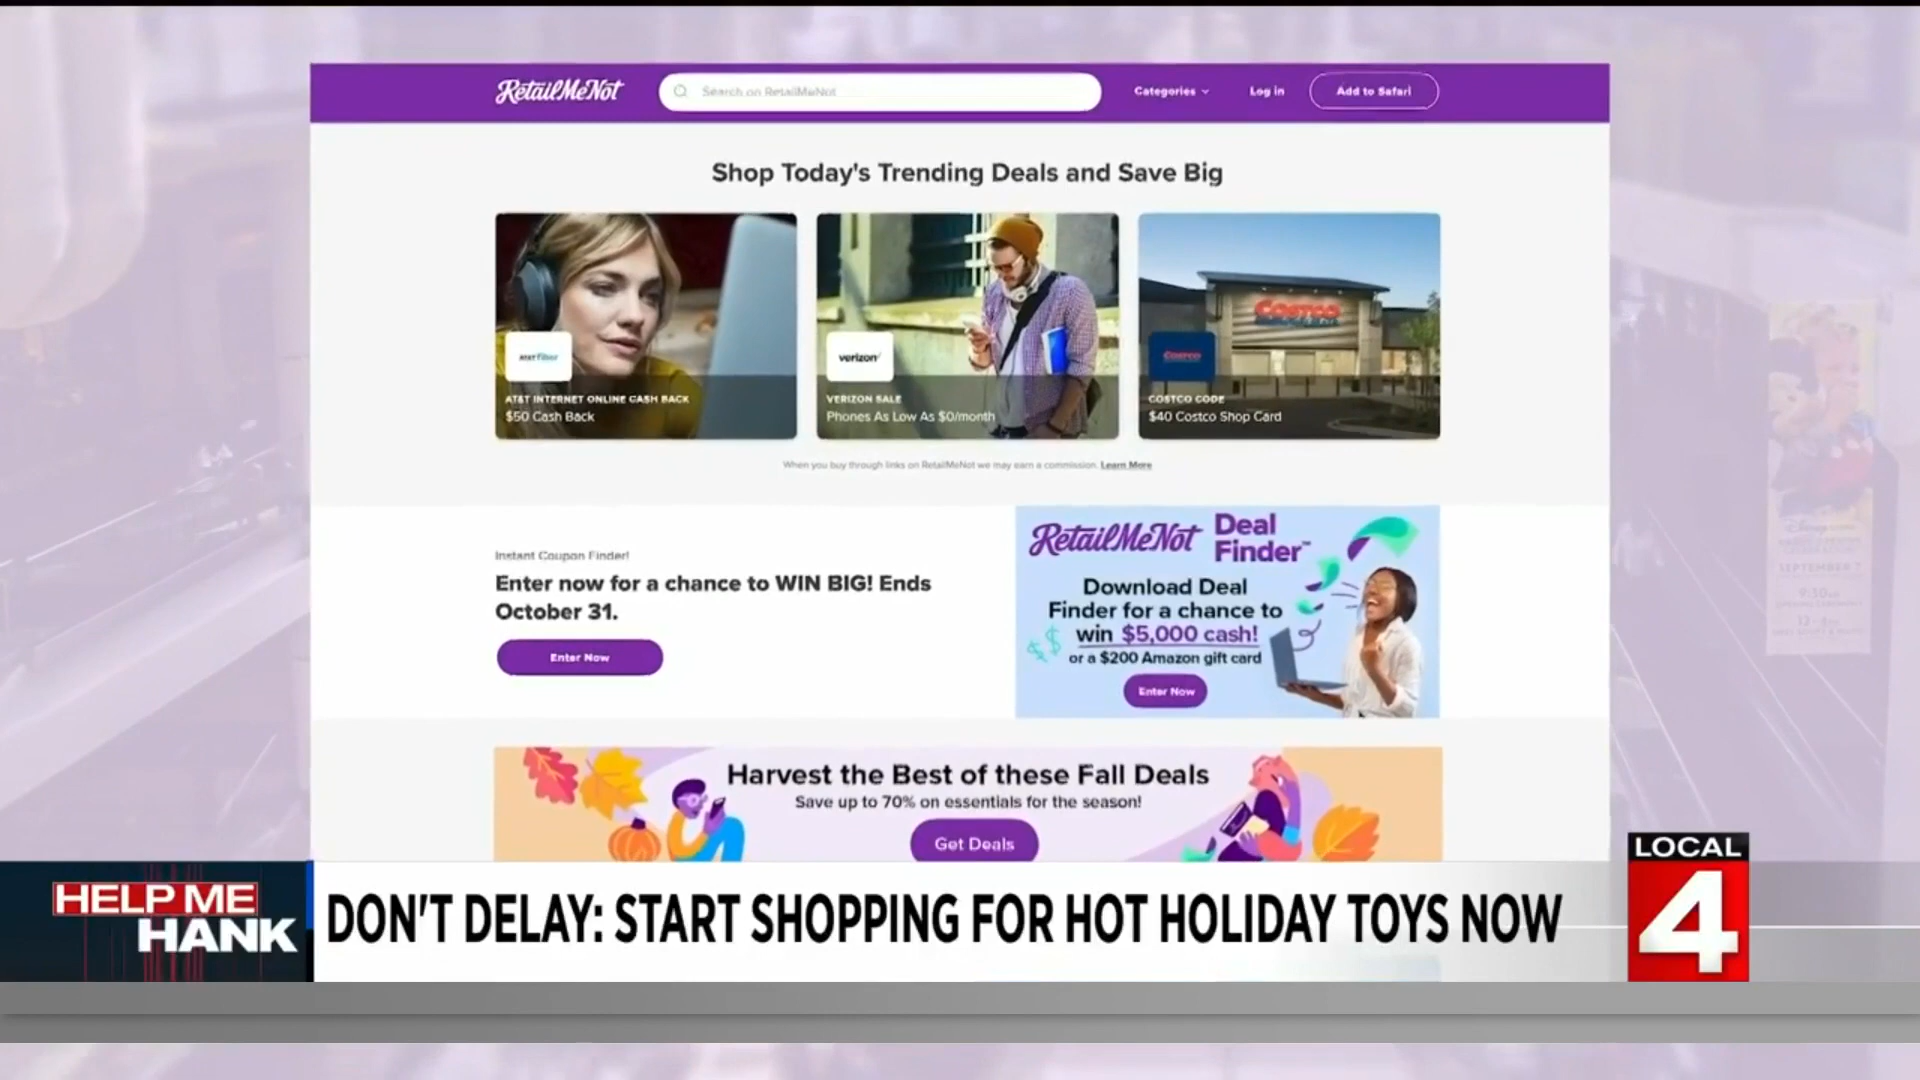 RetailMeNot
Search on RetailMeNot
Categories
Log in
Add to Safari
Shop Today's Trending Deals and Save Big
AT&T fiber
AT&T INTERNET ONLINE CASH BACK
$50 Cash Back
verizon
VERIZON SALE
Phones As Low As $0/month
COSTCO
COSTCO
COSTCO CODE
$40 Costco Shop Card
When you buy through links on RetailMeNot we may earn a commission. Learn More
Instant Coupon Finder!
Enter now for a chance to WIN BIG! Ends
October 31.
Enter Now
RetailMeNot Deal
Finder™
Download Deal
Finder for a chance to
win $5,000 cash!
or a $200 Amazon gift card
Enter Now
Harvest the Best of these Fall Deals
Save up to 70% on essentials for the season!
Get Deals
HELP ME
HANK
DON'T DELAY: START SHOPPING FOR HOT HOLIDAY TOYS NOW
LOCAL
4
SEPTEMBER 7